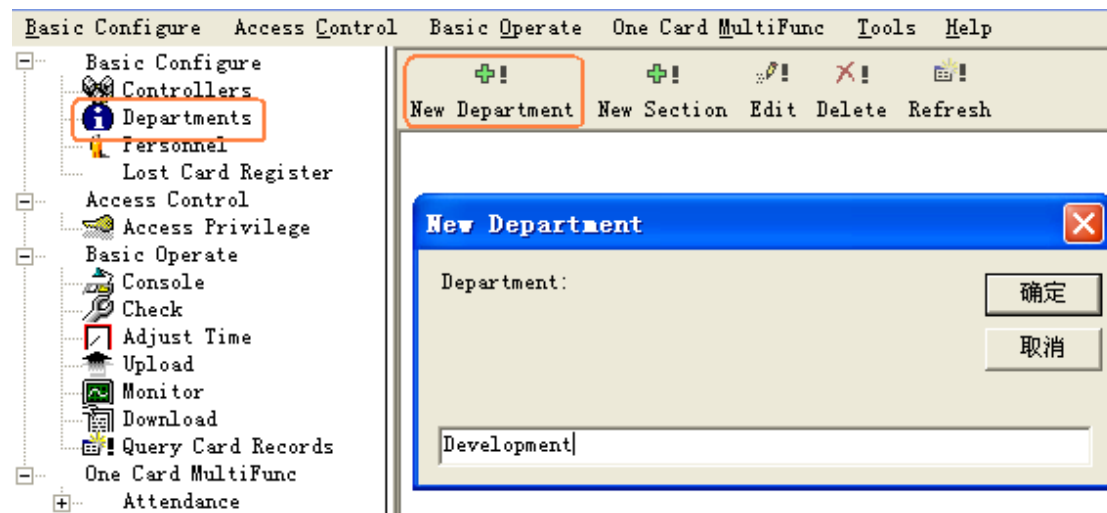 Basic Configure Access Control Basic Operate One Card MultiFunc Tools Help
Basic Configure
Controllers
Departments
Personnel
Lost Card Register
Access Control
Access Privilege
Basic Operate
Console
Check
Adjust Time
Upload
Monitor
Download
Query Card Records
One Card MultiFunc
Attendance
New Department New Section Edit Delete Refresh
New Department
Department:
确定
取消
Development